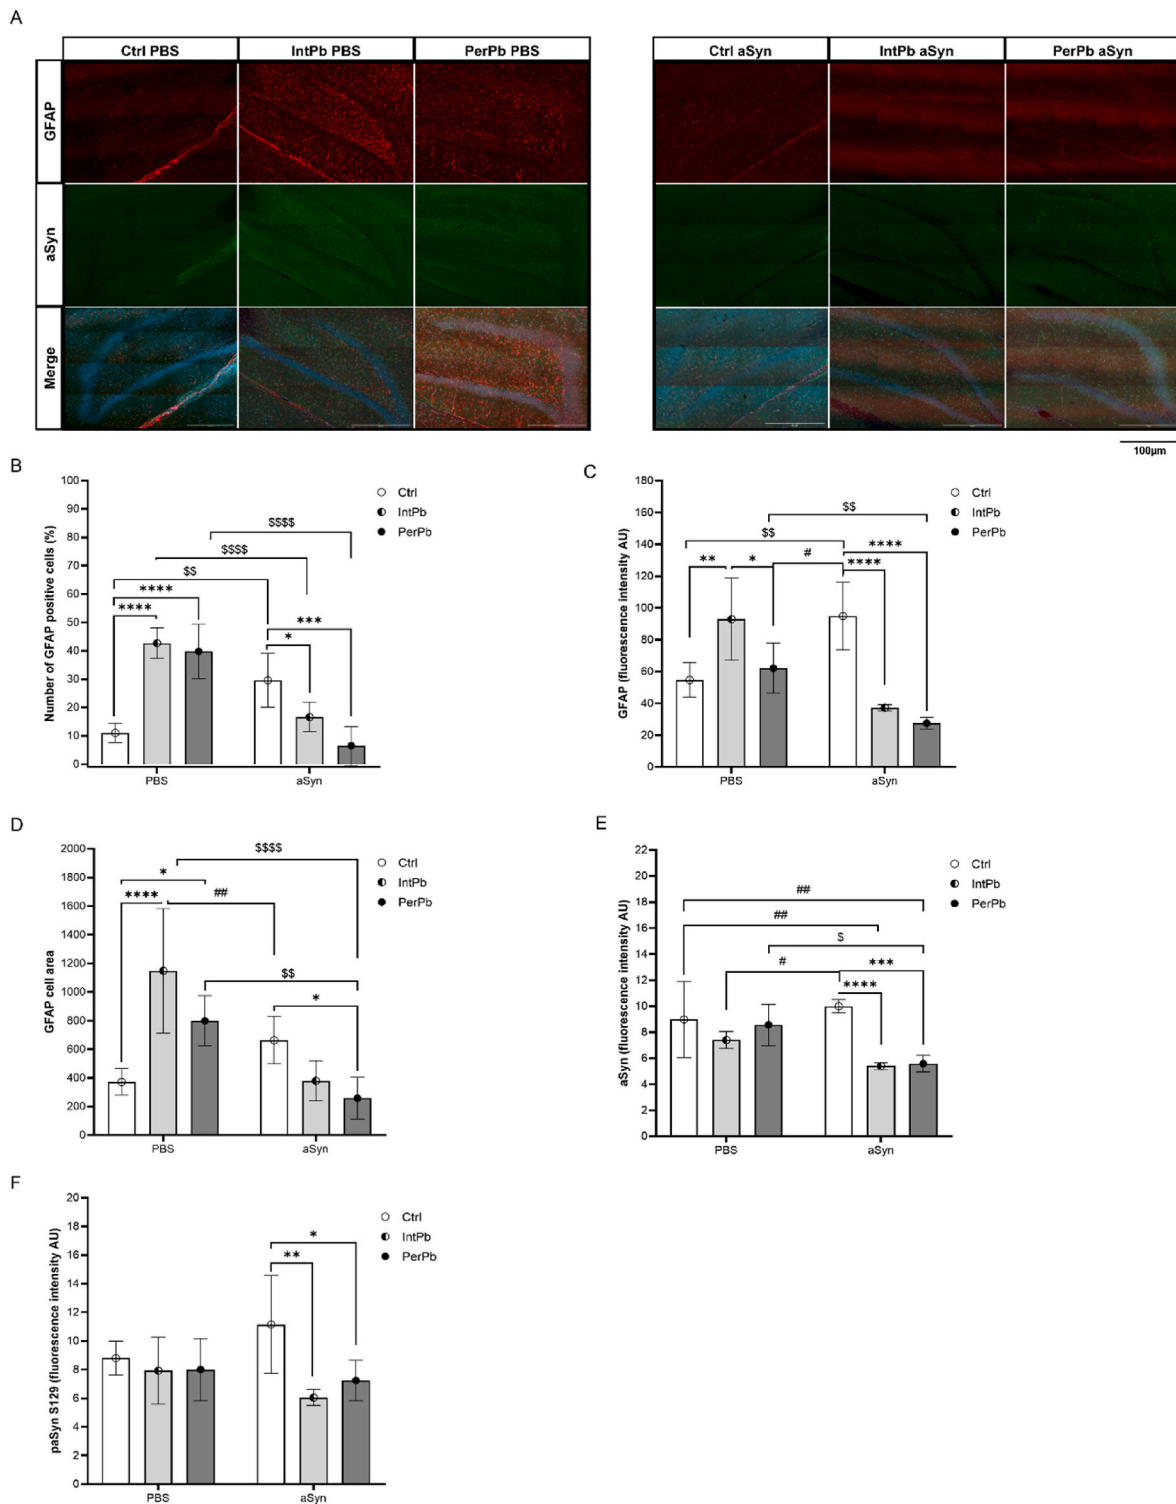 A
Ctrl PBS IntPb PBS PerPb PBS
Ctrl aSyn IntPb aSyn PerPb aSyn
GFAP
aSyn
Merge
100µm
B
Number of GFAP positive cells (%)
100
90
80
70
60
50
40
30
20
10
0
$$$$
$$$$
$$
****
****
***
*
Ctrl
IntPb
PerPb
PBS aSyn
C
GFAP (fluorescence intensity AU)
180
160
140
120
100
80
60
40
20
0
$$
$$
** * # ****
****
Ctrl
IntPb
PerPb
PBS aSyn
D
GFAP cell area
2000
1800
1600
1400
1200
1000
800
600
400
200
0
$$$$
*
****
##
$$
*
Ctrl
IntPb
PerPb
PBS aSyn
E
aSyn (fluorescence intensity AU)
22
20
18
16
14
12
10
8
6
4
2
0
##
##
$
# ***
****
Ctrl
IntPb
PerPb
PBS aSyn
F
paSyn S129 (fluorescence intensity AU)
20
18
16
14
12
10
8
6
4
2
0
*
**
Ctrl
IntPb
PerPb
PBS aSyn